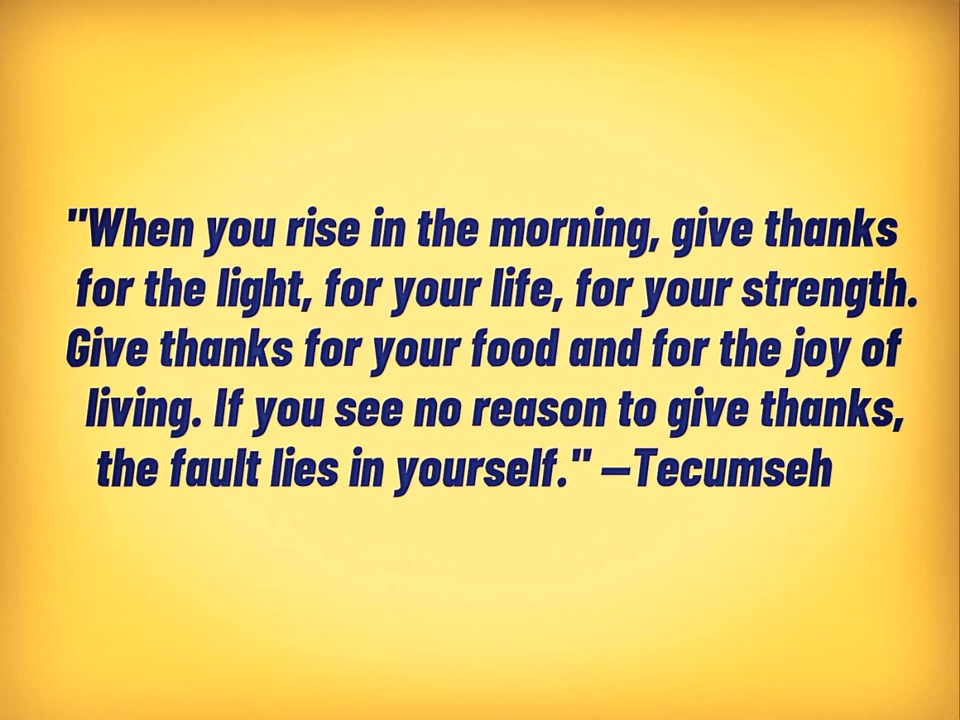 "When you rise in the morning, give thanks
for the light, for your life, for your strength.
Give thanks for your food and for the joy of
living. If you see no reason to give thanks,
the fault lies in yourself." —Tecumseh